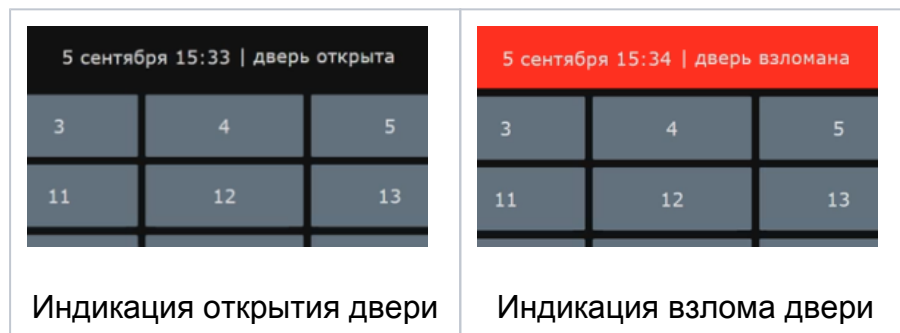 5 сентября 15:33 | дверь открыта
3 4 5
11 12 13
Индикация открытия двери
5 сентября 15:34 | дверь взломана
3 4 5
11 12 13
Индикация взлома двери